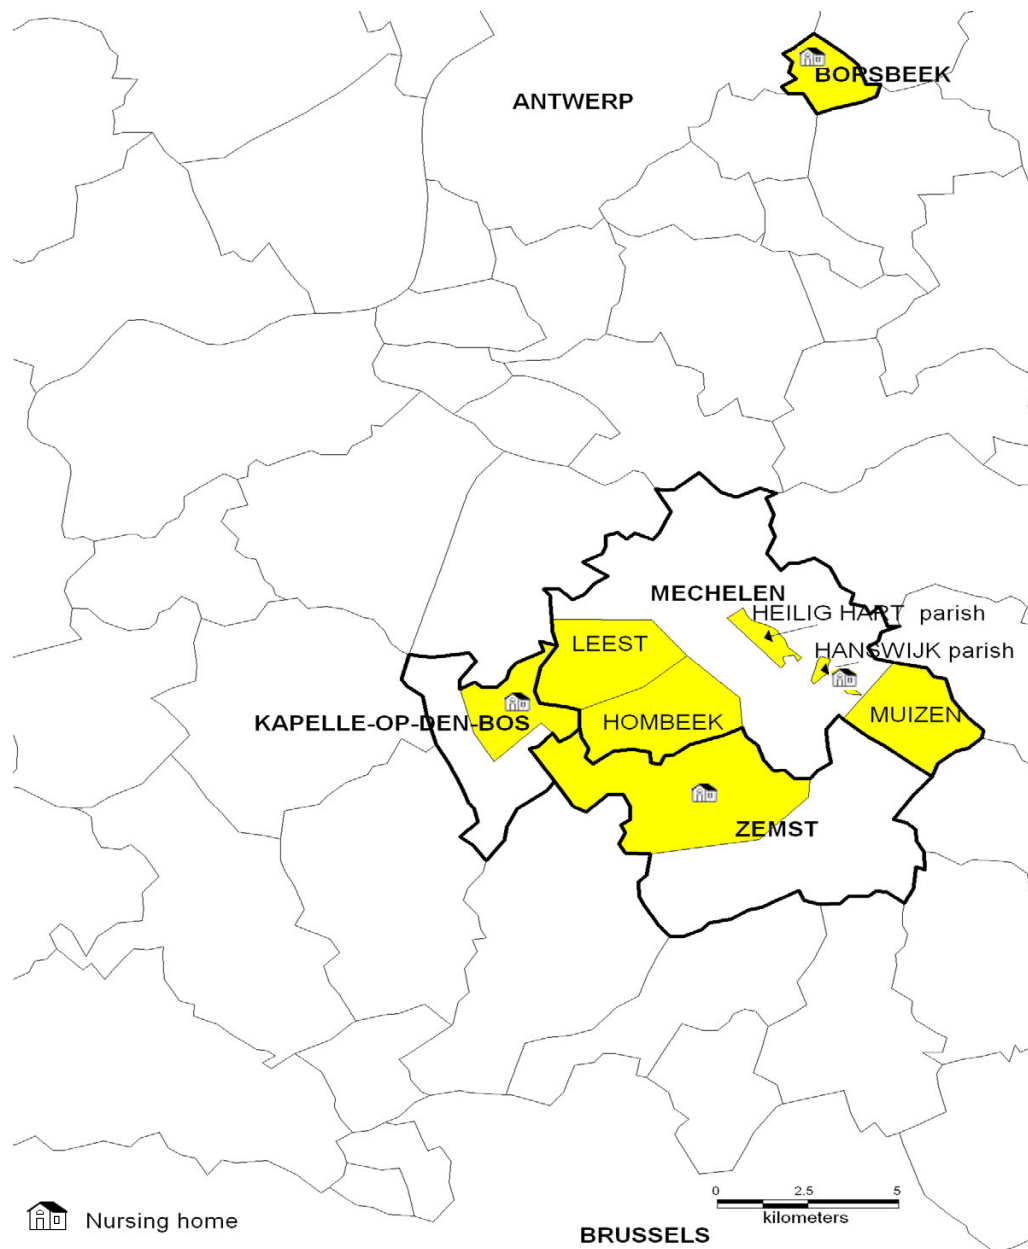 BORSBEEK
ANTWERP
MECHELEN
HEILIG HART parish
LEEST
HANSWIJK parish
KAPELLE-OP-DEN-BOS
HOMBEEK
MUIZEN
ZEMST
0 2.5 5
kilometers
Nursing home
BRUSSELS